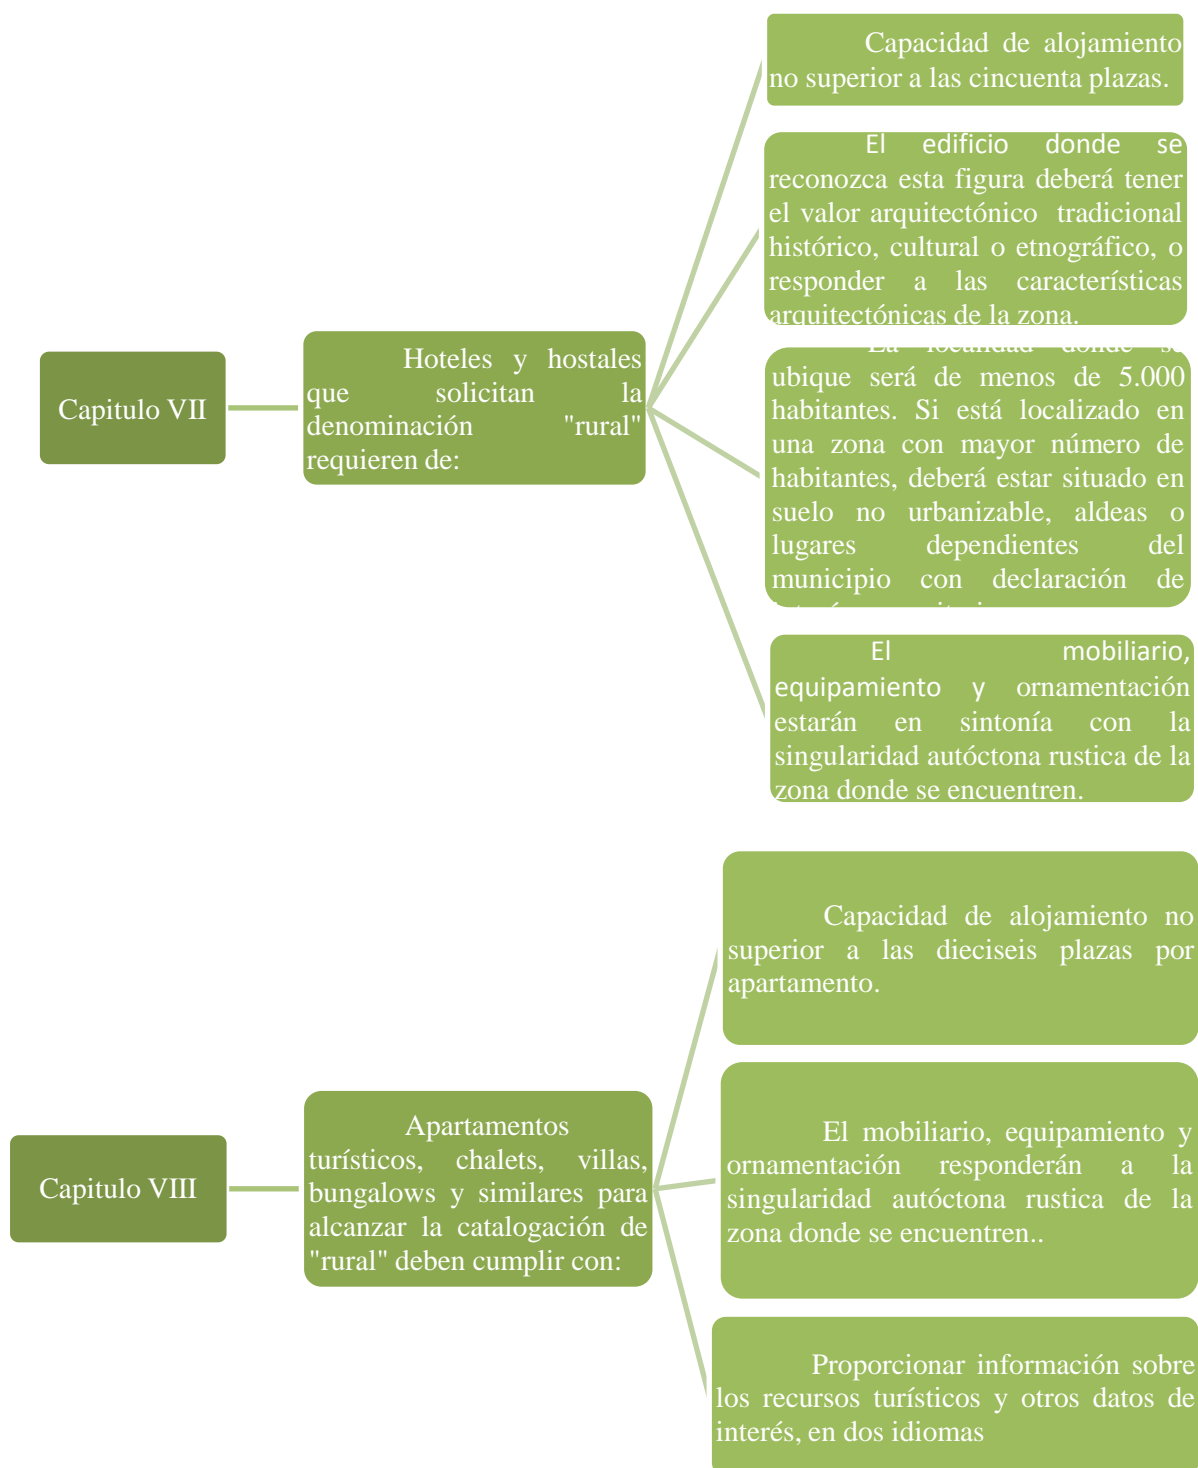 Capitulo VII
Hoteles y hostales
que solicitan la
denominación "rural"
requieren de:
Capacidad de alojamiento
no superior a las cincuenta plazas.
El edificio donde se
reconozca esta figura deberá tener
el valor arquitectónico tradicional
histórico, cultural o etnográfico, o
responder a las características
arquitectónicas de la zona.
La localidad donde se
ubique será de menos de 5.000
habitantes. Si está localizado en
una zona con mayor número de
habitantes, deberá estar situado en
suelo no urbanizable, aldeas o
lugares dependientes del
municipio con declaración de
El mobiliario,
equipamiento y ornamentación
estarán en sintonía con la
singularidad autóctona rustica de la
zona donde se encuentren.
Capitulo VIII
Apartamentos
turísticos, chalets, villas,
bungalows y similares para
alcanzar la catalogación de
"rural" deben cumplir con:
Capacidad de alojamiento no
superior a las dieciseis plazas por
apartamento.
El mobiliario, equipamiento y
ornamentación responderán a la
singularidad autóctona rustica de la
zona donde se encuentren..
Proporcionar información sobre
los recursos turísticos y otros datos de
interés, en dos idiomas